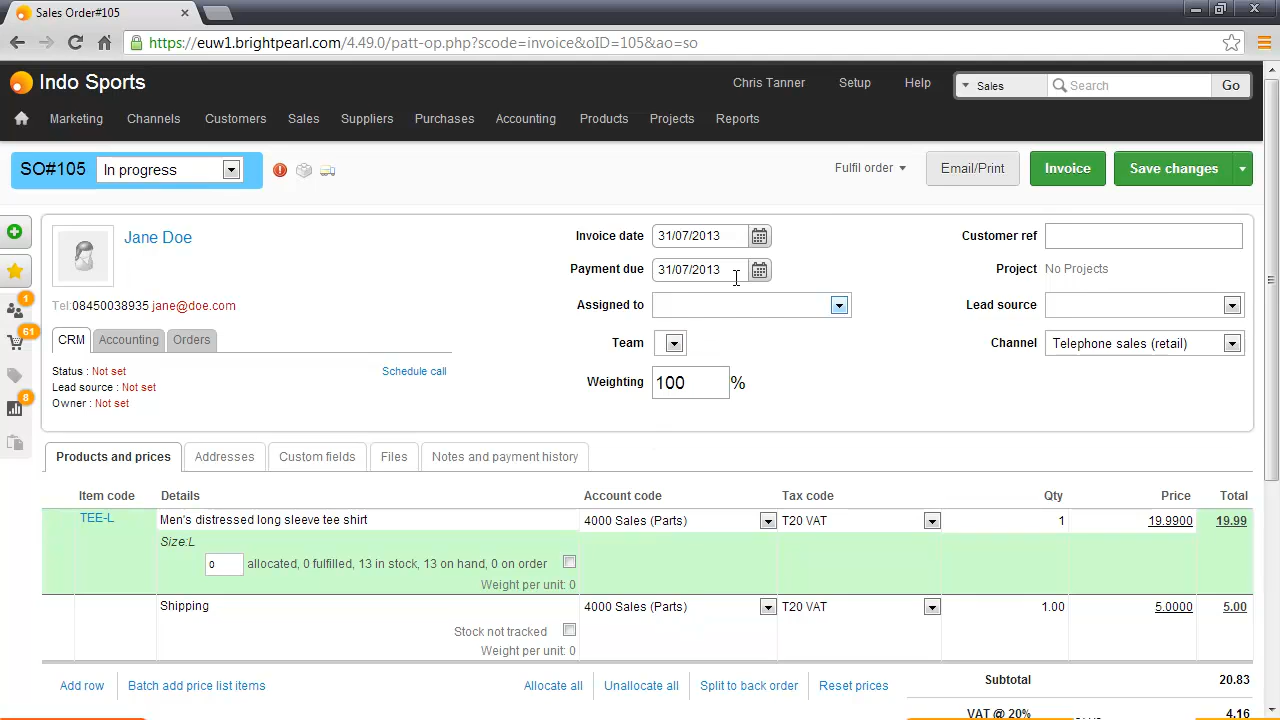 Sales Order#105
https://euw1.brightpearl.com/4.49.0/patt-op.php?scode=invoice&oID=105&ao=so
Indo Sports
Chris Tanner Setup Help Sales Search Go
Marketing Channels Customers Sales Suppliers Purchases Accounting Products Projects Reports
SO#105 In progress Fulfil order Email/Print Invoice Save changes
Jane Doe Invoice date 31/07/2013 Customer ref
Payment due 31/07/2013 Project No Projects
Tel:08450038935 jane@doe.com Assigned to Lead source
1
61
8
CRM Accounting Orders Team Channel Telephone sales (retail)
Status : Not set Schedule call
Lead source : Not set Weighting 100 %
Owner : Not set
Products and prices Addresses Custom fields Files Notes and payment history
Item code Details Account code Tax code Qty Price Total
TEE-L Men's distressed long sleeve tee shirt 4000 Sales (Parts) T20 VAT 1 19.9900 19.99
Size:L
0 allocated, 0 fulfilled, 13 in stock, 13 on hand, 0 on order
Weight per unit: 0
Shipping 4000 Sales (Parts) T20 VAT 1.00 5.0000 5.00
Stock not tracked
Weight per unit: 0
Add row Batch add price list items Allocate all Unallocate all Split to back order Reset prices Subtotal 20.83
VAT @ 20% 4.16